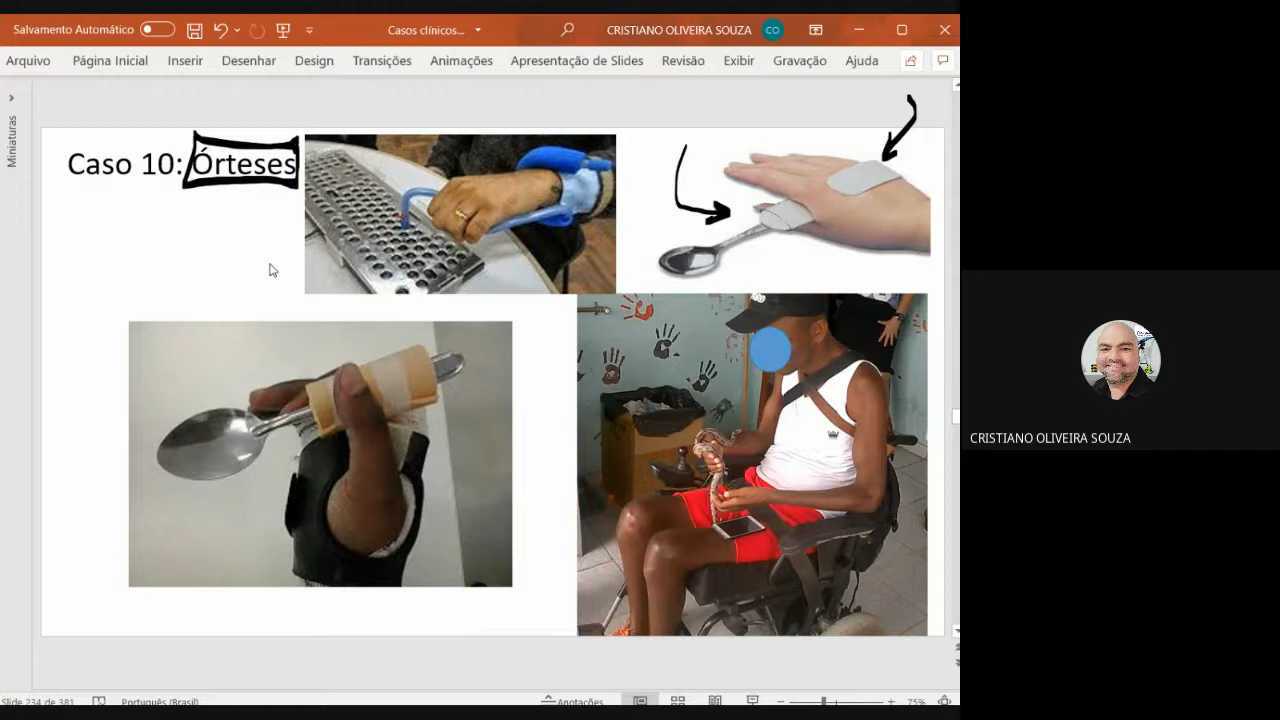 Salvamento Automático
Casos clínicos...
CRISTIANO OLIVEIRA SOUZA
CO
Arquivo
Página Inicial
Inserir
Desenhar
Design
Transições
Animações
Apresentação de Slides
Revisão
Exibir
Gravação
Ajuda
Miniaturas
Caso 10: Órteses
CRISTIANO OLIVEIRA SOUZA
Slide 234 de 381
Português (Brasil)
Anotações
75%